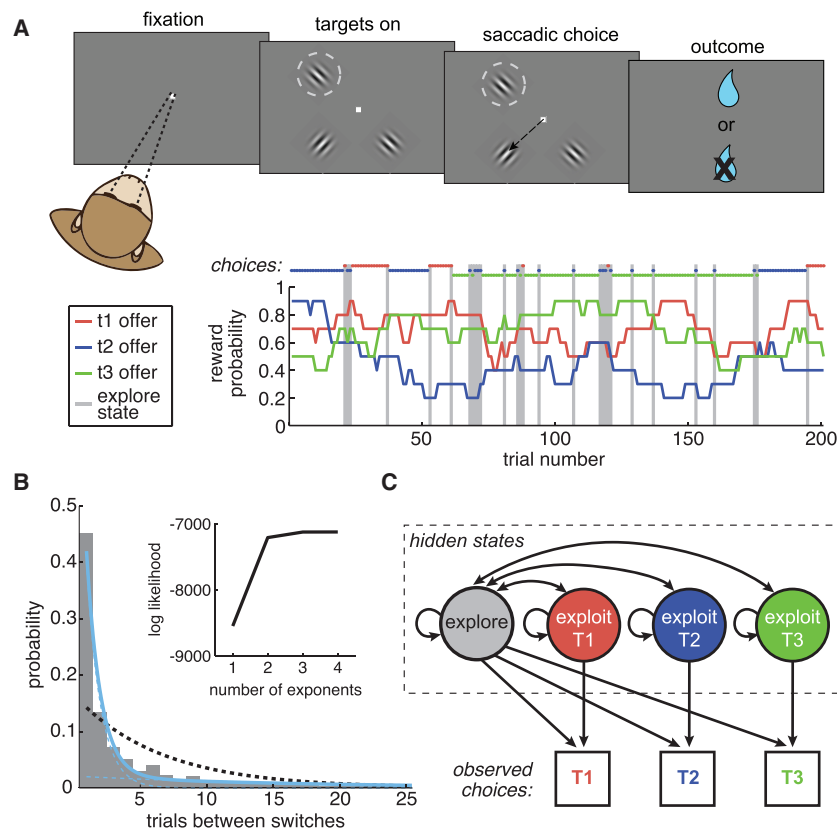 A
fixation
targets on
saccadic choice
outcome
or
choices:
t1 offer
t2 offer
t3 offer
explore
state
reward
probability
1
0.8
0.6
0.4
0.2
0
50
100
150
200
trial number
B
probability
0.5
0.4
0.3
0.2
0.1
0
5
10
15
20
25
trials between switches
log likelihood
-7000
-8000
-9000
1
2
3
4
number of exponents
C
hidden states
explore
exploit
T1
exploit
T2
exploit
T3
observed
choices:
T1
T2
T3